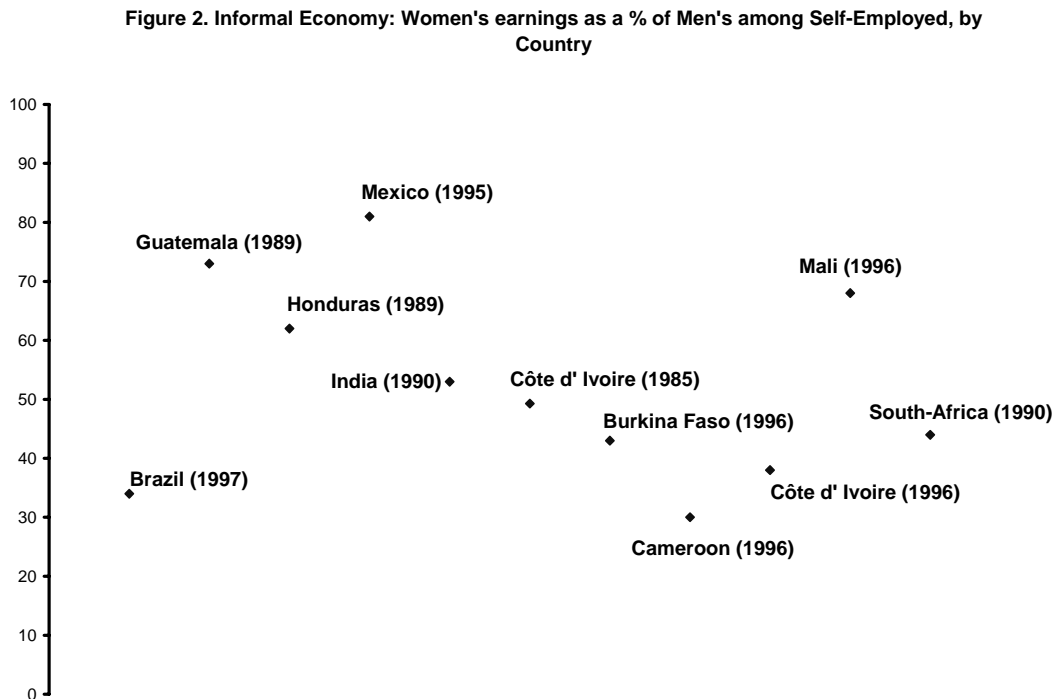 Figure 2. Informal Economy: Women's earnings as a % of Men's among Self-Employed, by
Country
100
90
Mexico (1995)
80
Guatemala (1989)
Mali (1996)
70
Honduras (1989)
60
India (1990)
Côte d' Ivoire (1985)
50
Burkina Faso (1996)
South-Africa (1990)
40
Brazil (1997)
Côte d' Ivoire (1996)
30
Cameroon (1996)
20
10
0